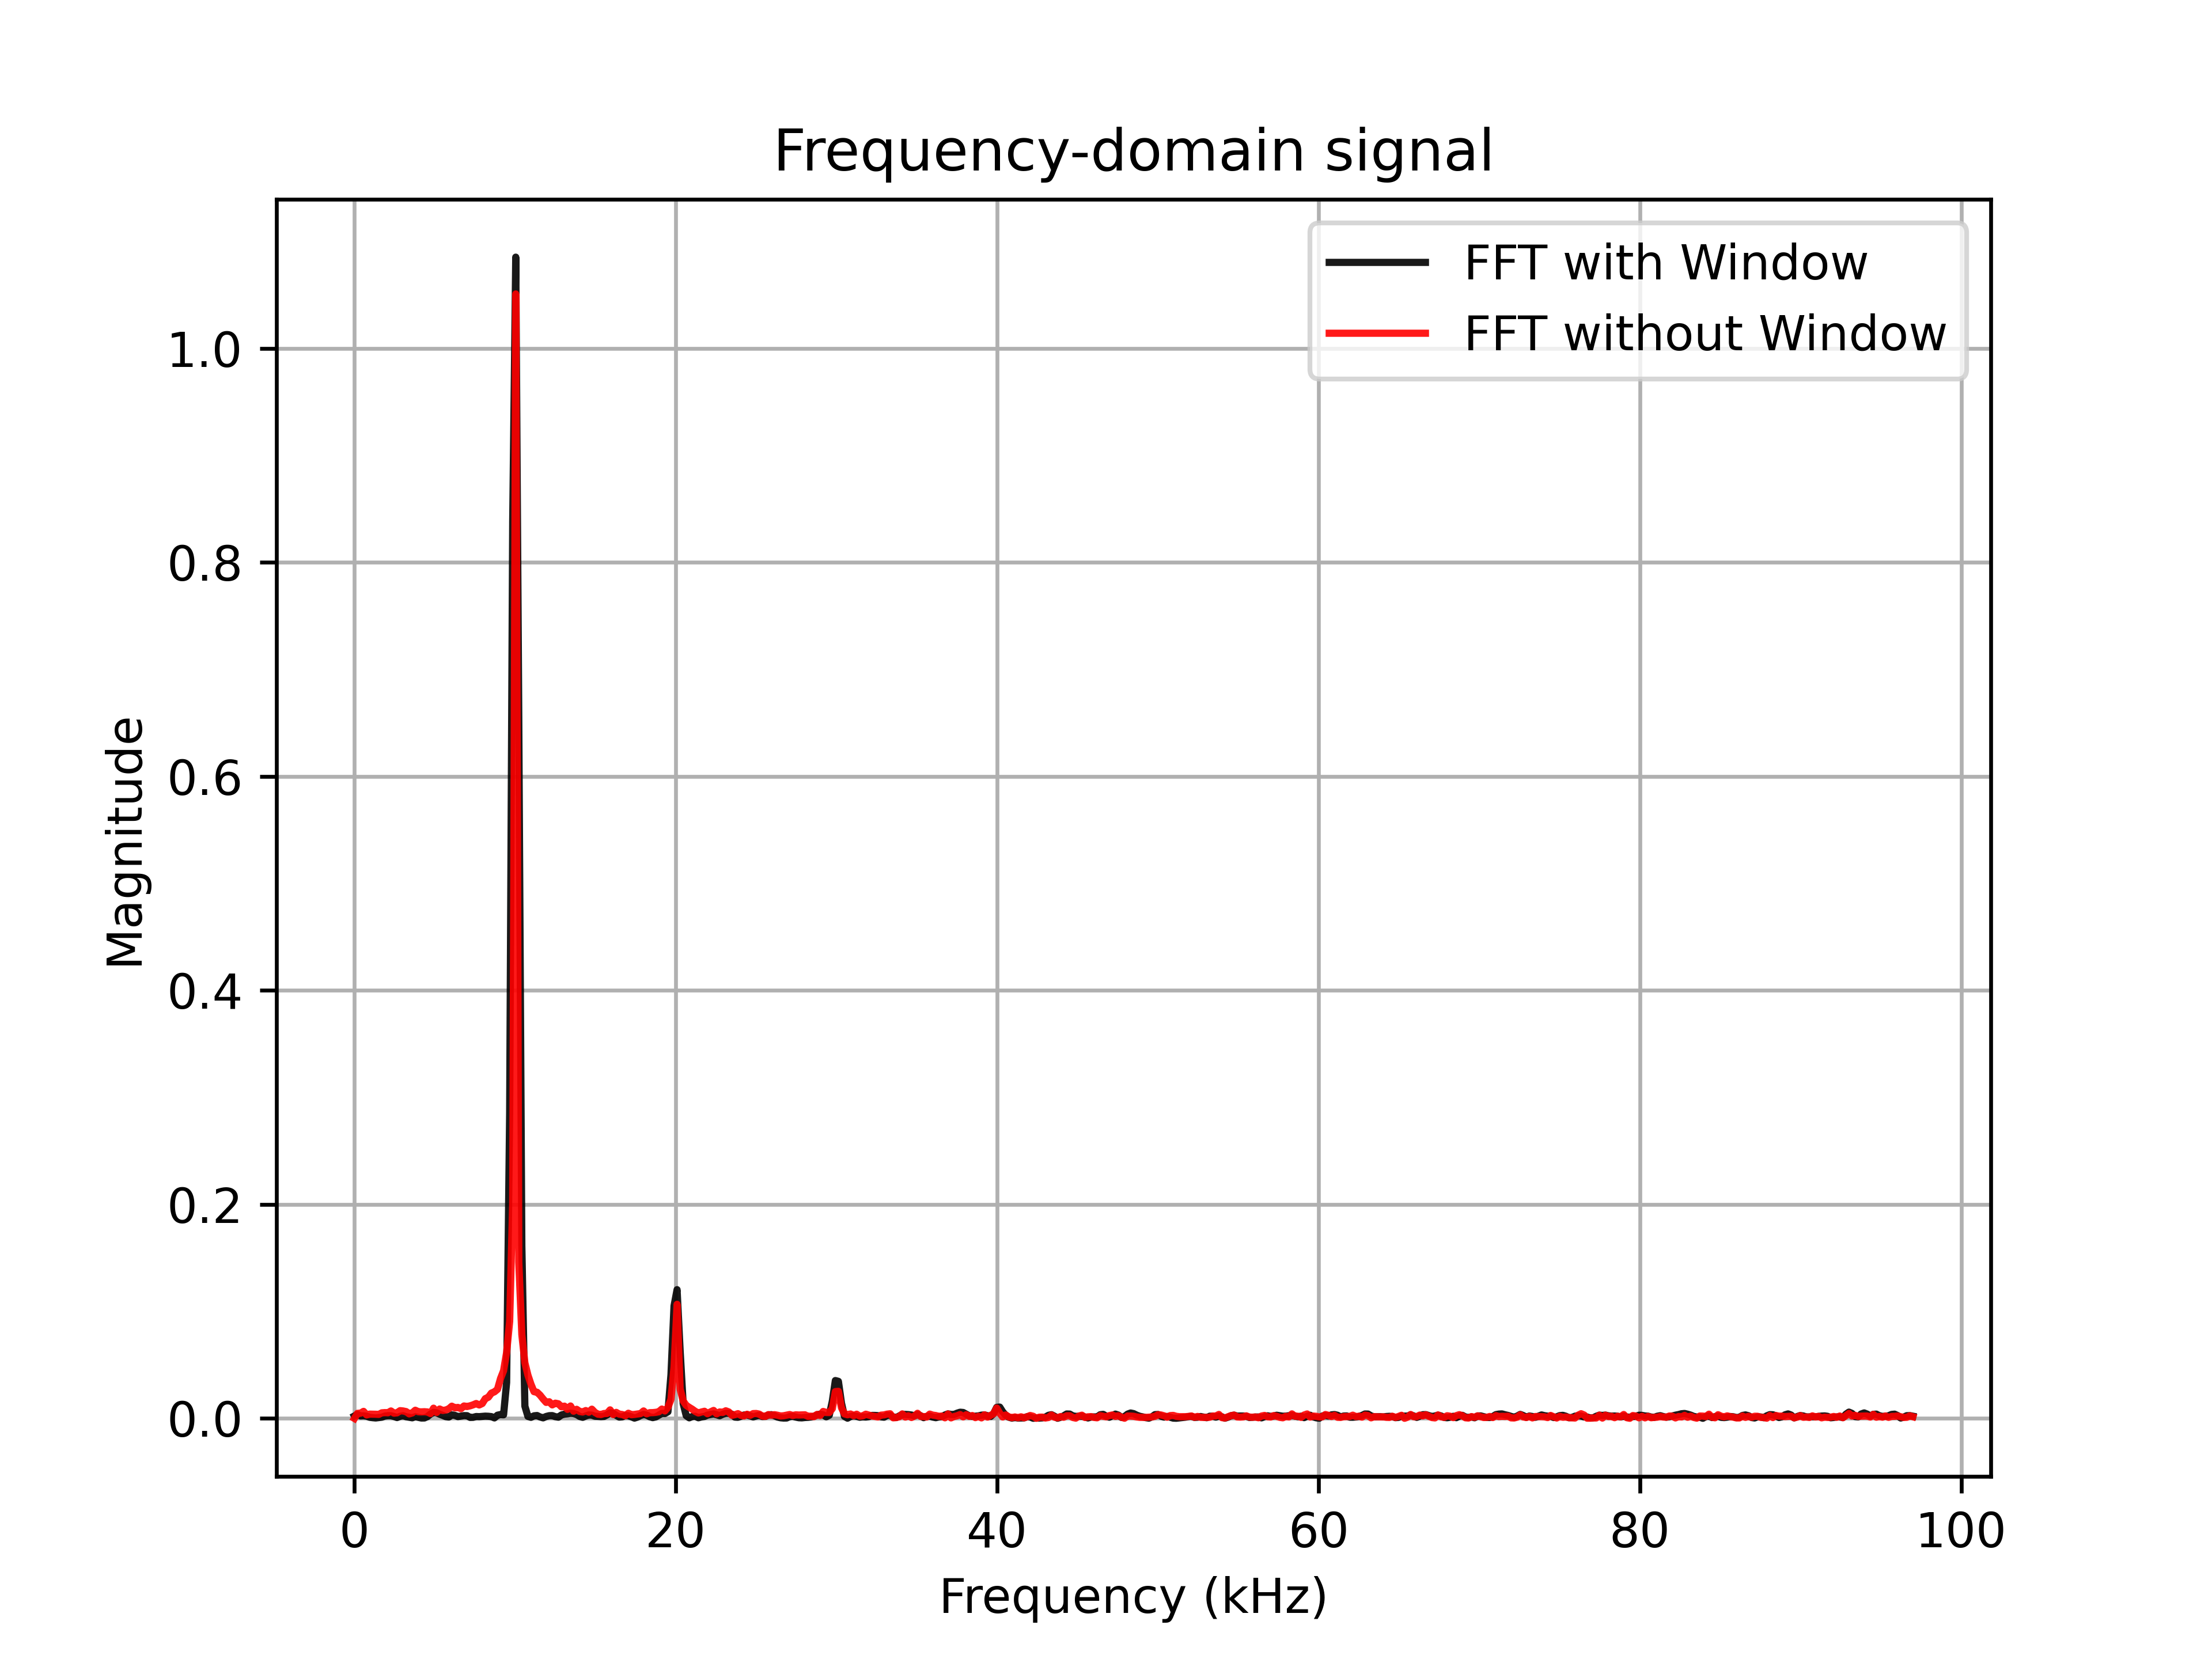 Frequency-domain signal
FFT with Window
FFT without Window
1.0
0.8
0.6
0.4
0.2
0.0
Magnitude
0 20 40 60 80 100
Frequency (kHz)